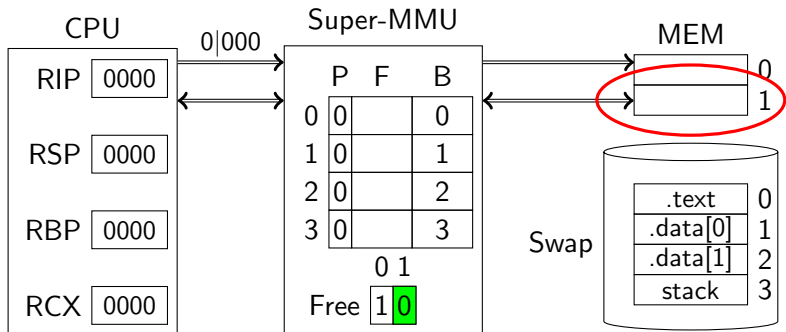 CPU
RIP 0000
RSP 0000
RBP 0000
RCX 0000
0|000
Super-MMU
P F B
0 0 0
1 0 1
2 0 2
3 0 3
0 1
Free 1 0
MEM
0
1
Swap
.text 0
.data[0] 1
.data[1] 2
stack 3